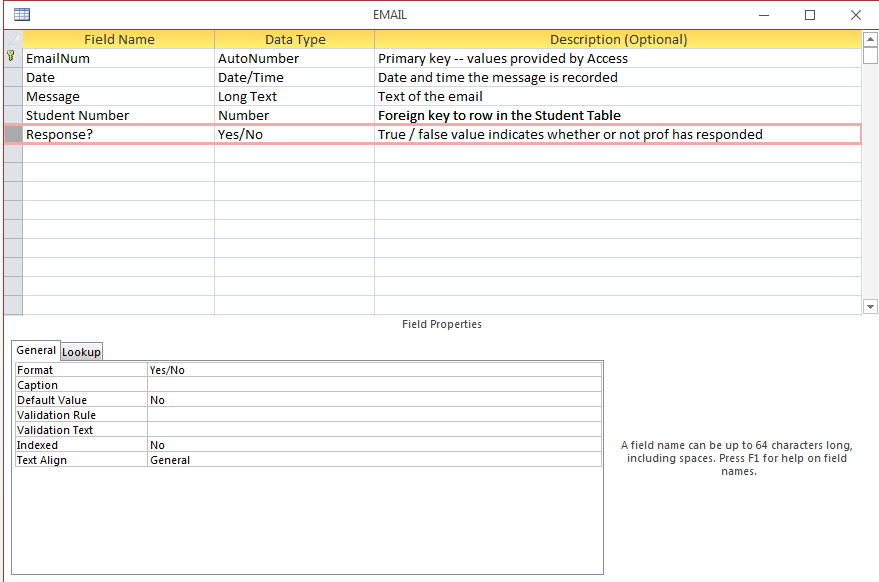 EMAIL
Field Name Data Type Description (Optional)
EmailNum AutoNumber Primary key -- values provided by Access
Date Date/Time Date and time the message is recorded
Message Long Text Text of the email
Student Number Number Foreign key to row in the Student Table
Response? Yes/No True / false value indicates whether or not prof has responded
Field Properties
General Lookup
Format Yes/No
Caption
Default Value No
Validation Rule
Validation Text
Indexed No
Text Align General
A field name can be up to 64 characters long,
including spaces. Press F1 for help on field
names.